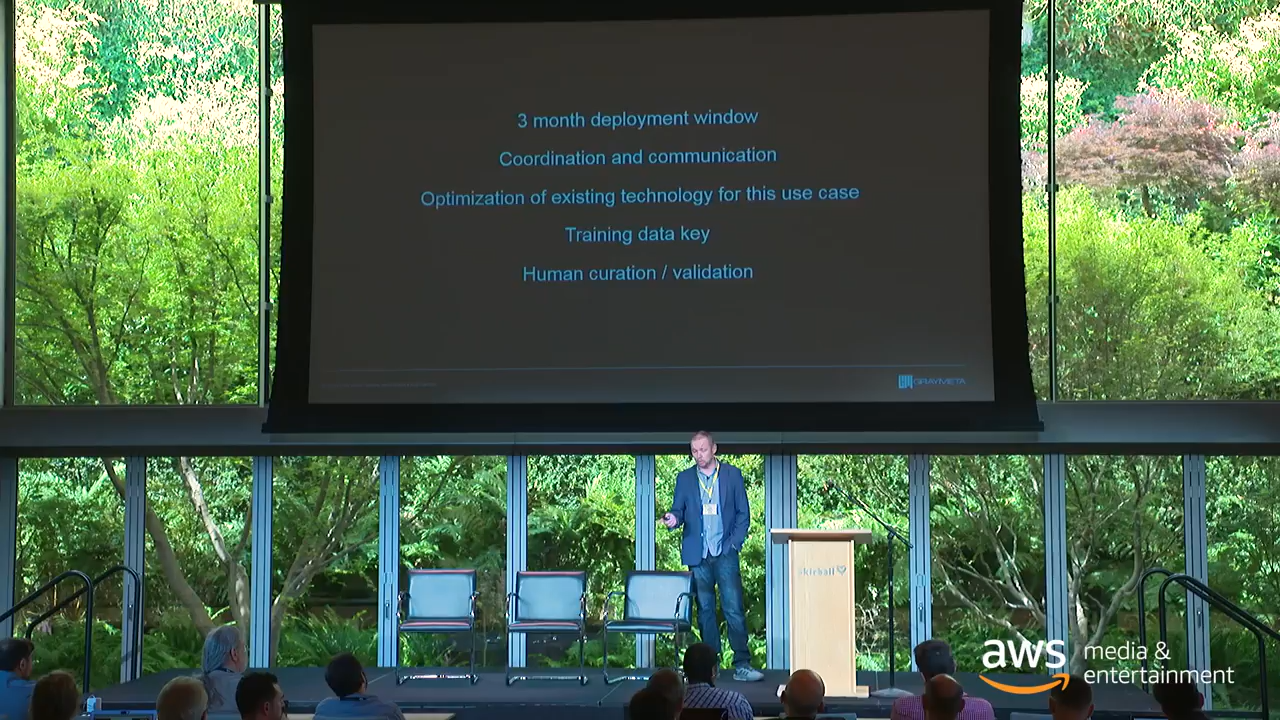 3 month deployment window
Coordination and communication
Optimization of existing technology for this use case
Training data key
Human curation / validation
GRAYMETA
skirball
aws media &
entertainment